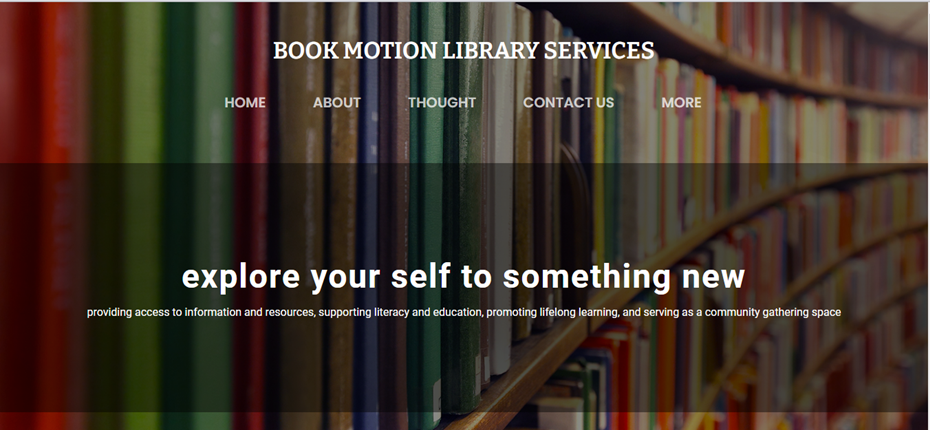 BOOK MOTION LIBRARY SERVICES
HOME ABOUT THOUGHT CONTACT US MORE
explore your self to something new
providing access to information and resources, supporting literacy and education, promoting lifelong learning, and serving as a community gathering space